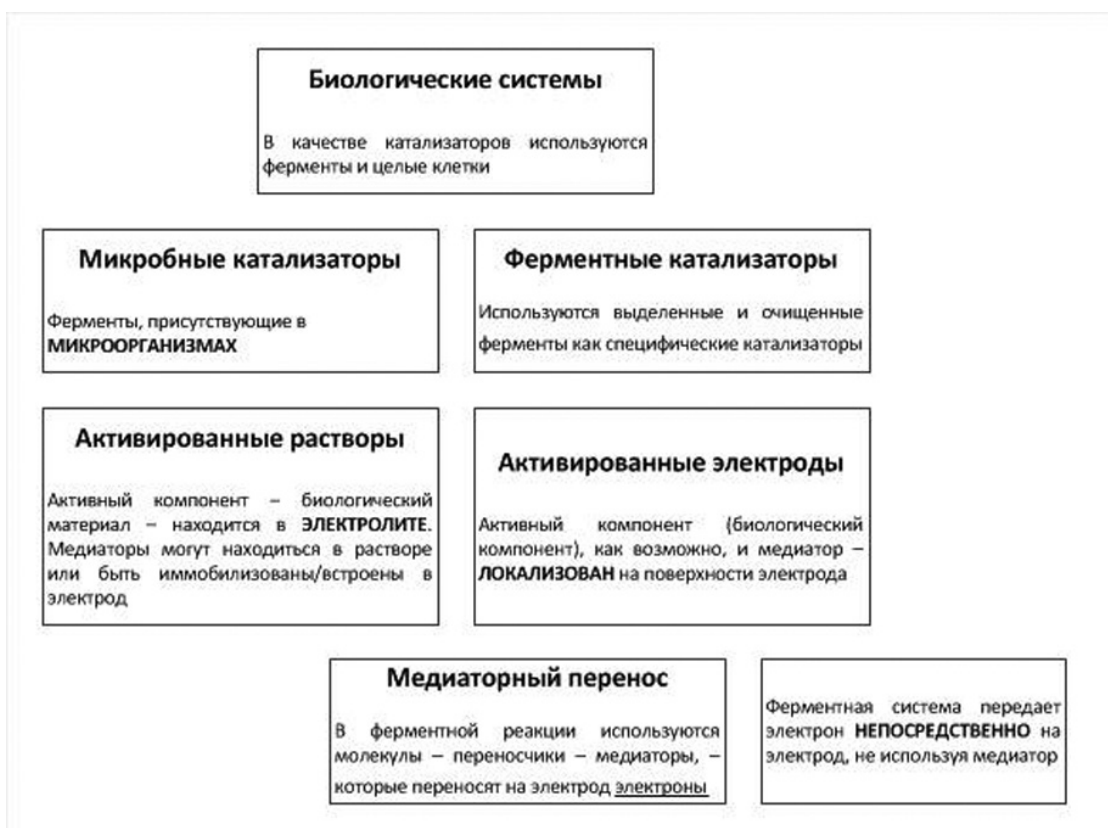 Биологические системы
В качестве катализаторов используются
ферменты и целые клетки
Микробные катализаторы
Ферменты, присутствующие в
МИКРООРГАНИЗМАХ
Ферментные катализаторы
Используются выделенные и очищенные
ферменты как специфические катализаторы
Активированные растворы
Активный компонент – биологический
материал – находится в ЭЛЕКТРОЛИТЕ.
Медиаторы могут находиться в растворе
или быть иммобилизованы/встроены в
электрод
Активированные электроды
Активный компонент (биологический
компонент), как возможно, и медиатор –
ЛОКАЛИЗОВАН на поверхности электрода
Медиаторный перенос
В ферментной реакции используются
молекулы – переносчики – медиаторы, –
которые переносят на электрод электроны
Ферментная система передает
электрон НЕПОСРЕДСТВЕННО на
электрод, не используя медиатор